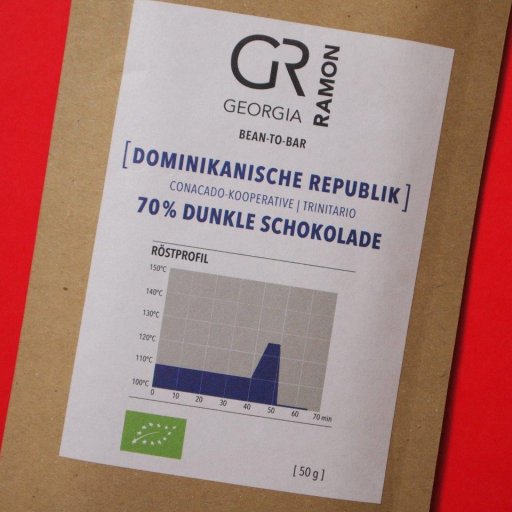 GR
GEORGIA
RAMON
BEAN-TO-BAR
[DOMINIKANISCHE REPUBLIK]
CONACADO-KOOPERATIVE | TRINITARIO
70% DUNKLE SCHOKOLADE
RÖSTPROFIL
150°C
140°C
130°C
120°C
110°C
100°C
0 10 20 30 40 50 60 70 min
[ 50 g ]